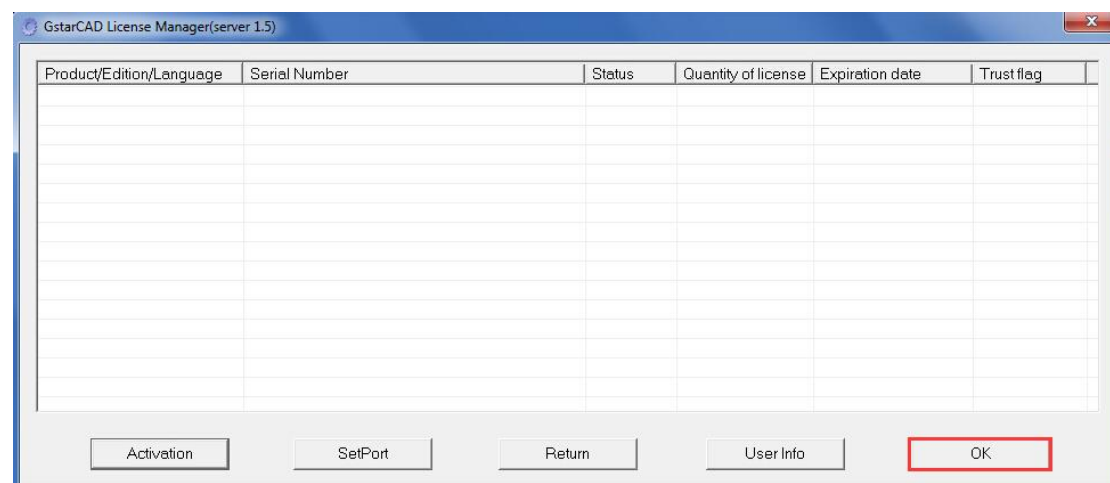 GstarCAD License Manager(server 1.5)
Product/Edition/Language Serial Number Status Quantity of license Expiration date Trust flag
Activation SetPort Return User Info OK